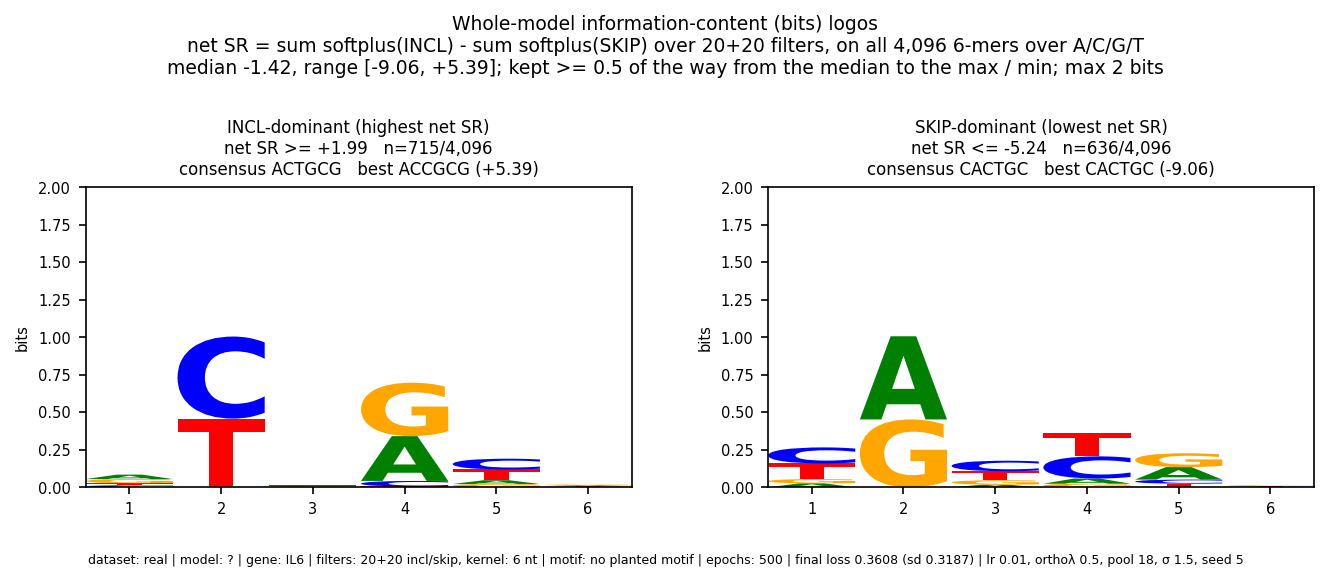 Whole-model information-content (bits) logos
net SR = sum softplus(INCL) - sum softplus(SKIP) over 20+20 filters, on all 4,096 6-mers over A/C/G/T
median -1.42, range [-9.06, +5.39]; kept >= 0.5 of the way from the median to the max / min; max 2 bits
INCL-dominant (highest net SR)
net SR >= +1.99   n=715/4,096
consensus ACTGCG   best ACCGCG (+5.39)
2.00
1.75
1.50
1.25
1.00
0.75
0.50
0.25
0.00
bits
C
T
G
A
C
1 2 3 4 5 6
SKIP-dominant (lowest net SR)
net SR <= -5.24   n=636/4,096
consensus CACTGC   best CACTGC (-9.06)
2.00
1.75
1.50
1.25
1.00
0.75
0.50
0.25
0.00
bits
C
T
A
G
C
T
T
C
G
A
1 2 3 4 5 6
dataset: real | model: ? | gene: IL6 | filters: 20+20 incl/skip, kernel: 6 nt | motif: no planted motif | epochs: 500 | final loss 0.3608 (sd 0.3187) | lr 0.01, orthoλ 0.5, pool 18, σ 1.5, seed 5